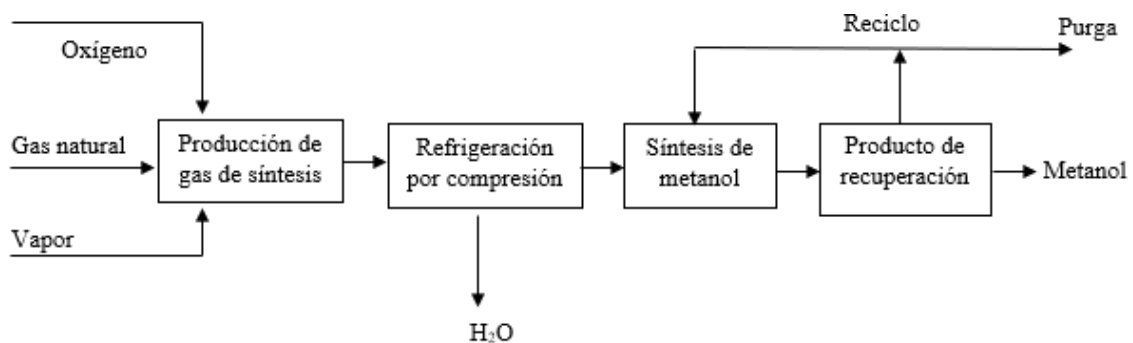 Oxígeno
Gas natural
Vapor
Producción de
gas de síntesis
Refrigeración
por compresión
H₂O
Síntesis de
metanol
Producto de
recuperación
Reciclo
Purga
Metanol